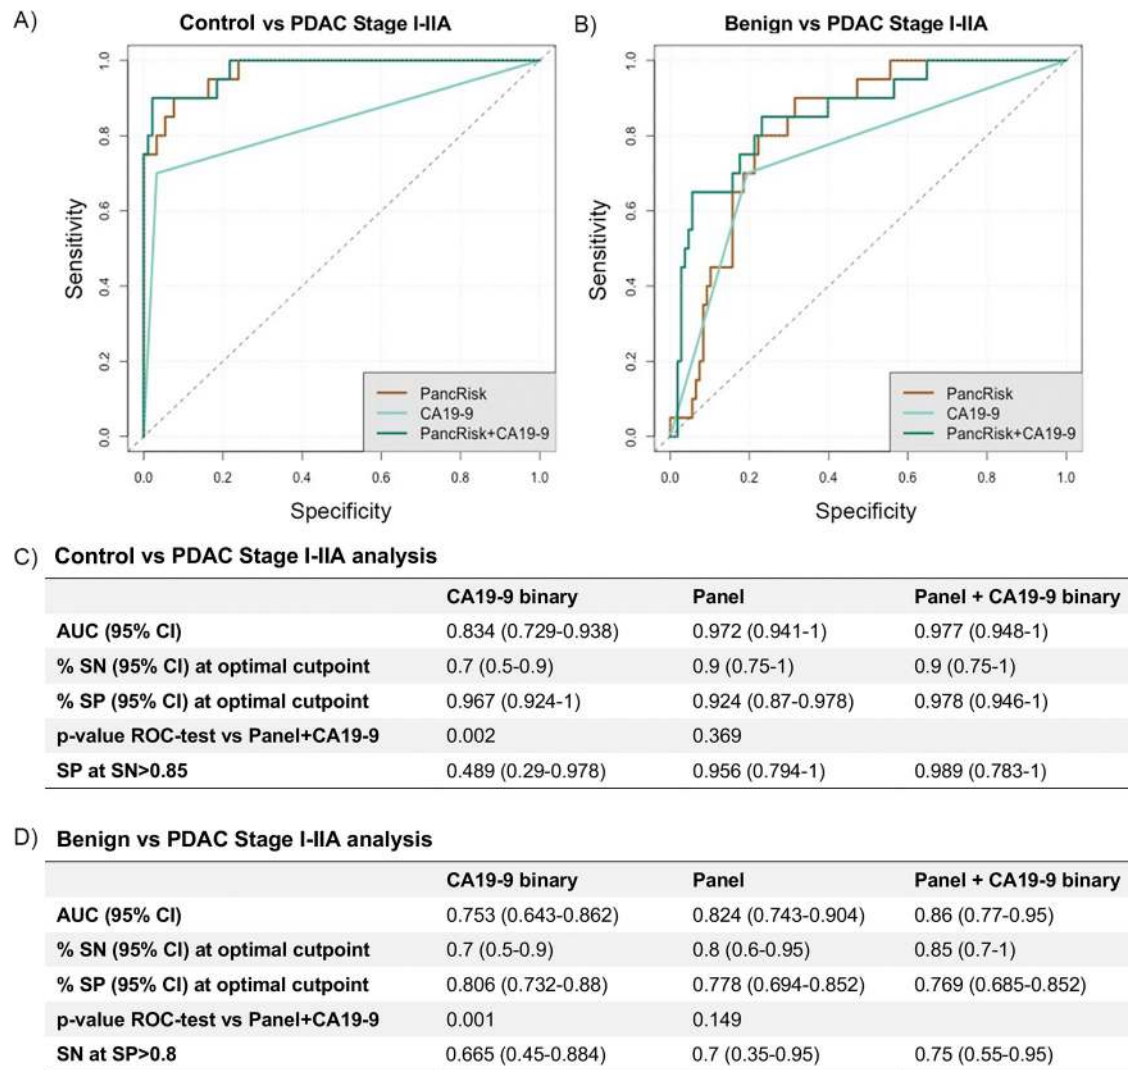 A) Control vs PDAC Stage I-IIA
B) Benign vs PDAC Stage I-IIA
Sensitivity
0.0 0.2 0.4 0.6 0.8 1.0
PancRisk
CA19-9
PancRisk+CA19-9
0.0 0.2 0.4 0.6 0.8 1.0
Specificity
Sensitivity
0.0 0.2 0.4 0.6 0.8 1.0
PancRisk
CA19-9
PancRisk+CA19-9
0.0 0.2 0.4 0.6 0.8 1.0
Specificity
C) Control vs PDAC Stage I-IIA analysis
CA19-9 binary Panel Panel + CA19-9 binary
AUC (95% CI) 0.834 (0.729-0.938) 0.972 (0.941-1) 0.977 (0.948-1)
% SN (95% CI) at optimal cutpoint 0.7 (0.5-0.9) 0.9 (0.75-1) 0.9 (0.75-1)
% SP (95% CI) at optimal cutpoint 0.967 (0.924-1) 0.924 (0.87-0.978) 0.978 (0.946-1)
p-value ROC-test vs Panel+CA19-9 0.002 0.369
SP at SN>0.85 0.489 (0.29-0.978) 0.956 (0.794-1) 0.989 (0.783-1)
D) Benign vs PDAC Stage I-IIA analysis
CA19-9 binary Panel Panel + CA19-9 binary
AUC (95% CI) 0.753 (0.643-0.862) 0.824 (0.743-0.904) 0.86 (0.77-0.95)
% SN (95% CI) at optimal cutpoint 0.7 (0.5-0.9) 0.8 (0.6-0.95) 0.85 (0.7-1)
% SP (95% CI) at optimal cutpoint 0.806 (0.732-0.88) 0.778 (0.694-0.852) 0.769 (0.685-0.852)
p-value ROC-test vs Panel+CA19-9 0.001 0.149
SN at SP>0.8 0.665 (0.45-0.884) 0.7 (0.35-0.95) 0.75 (0.55-0.95)